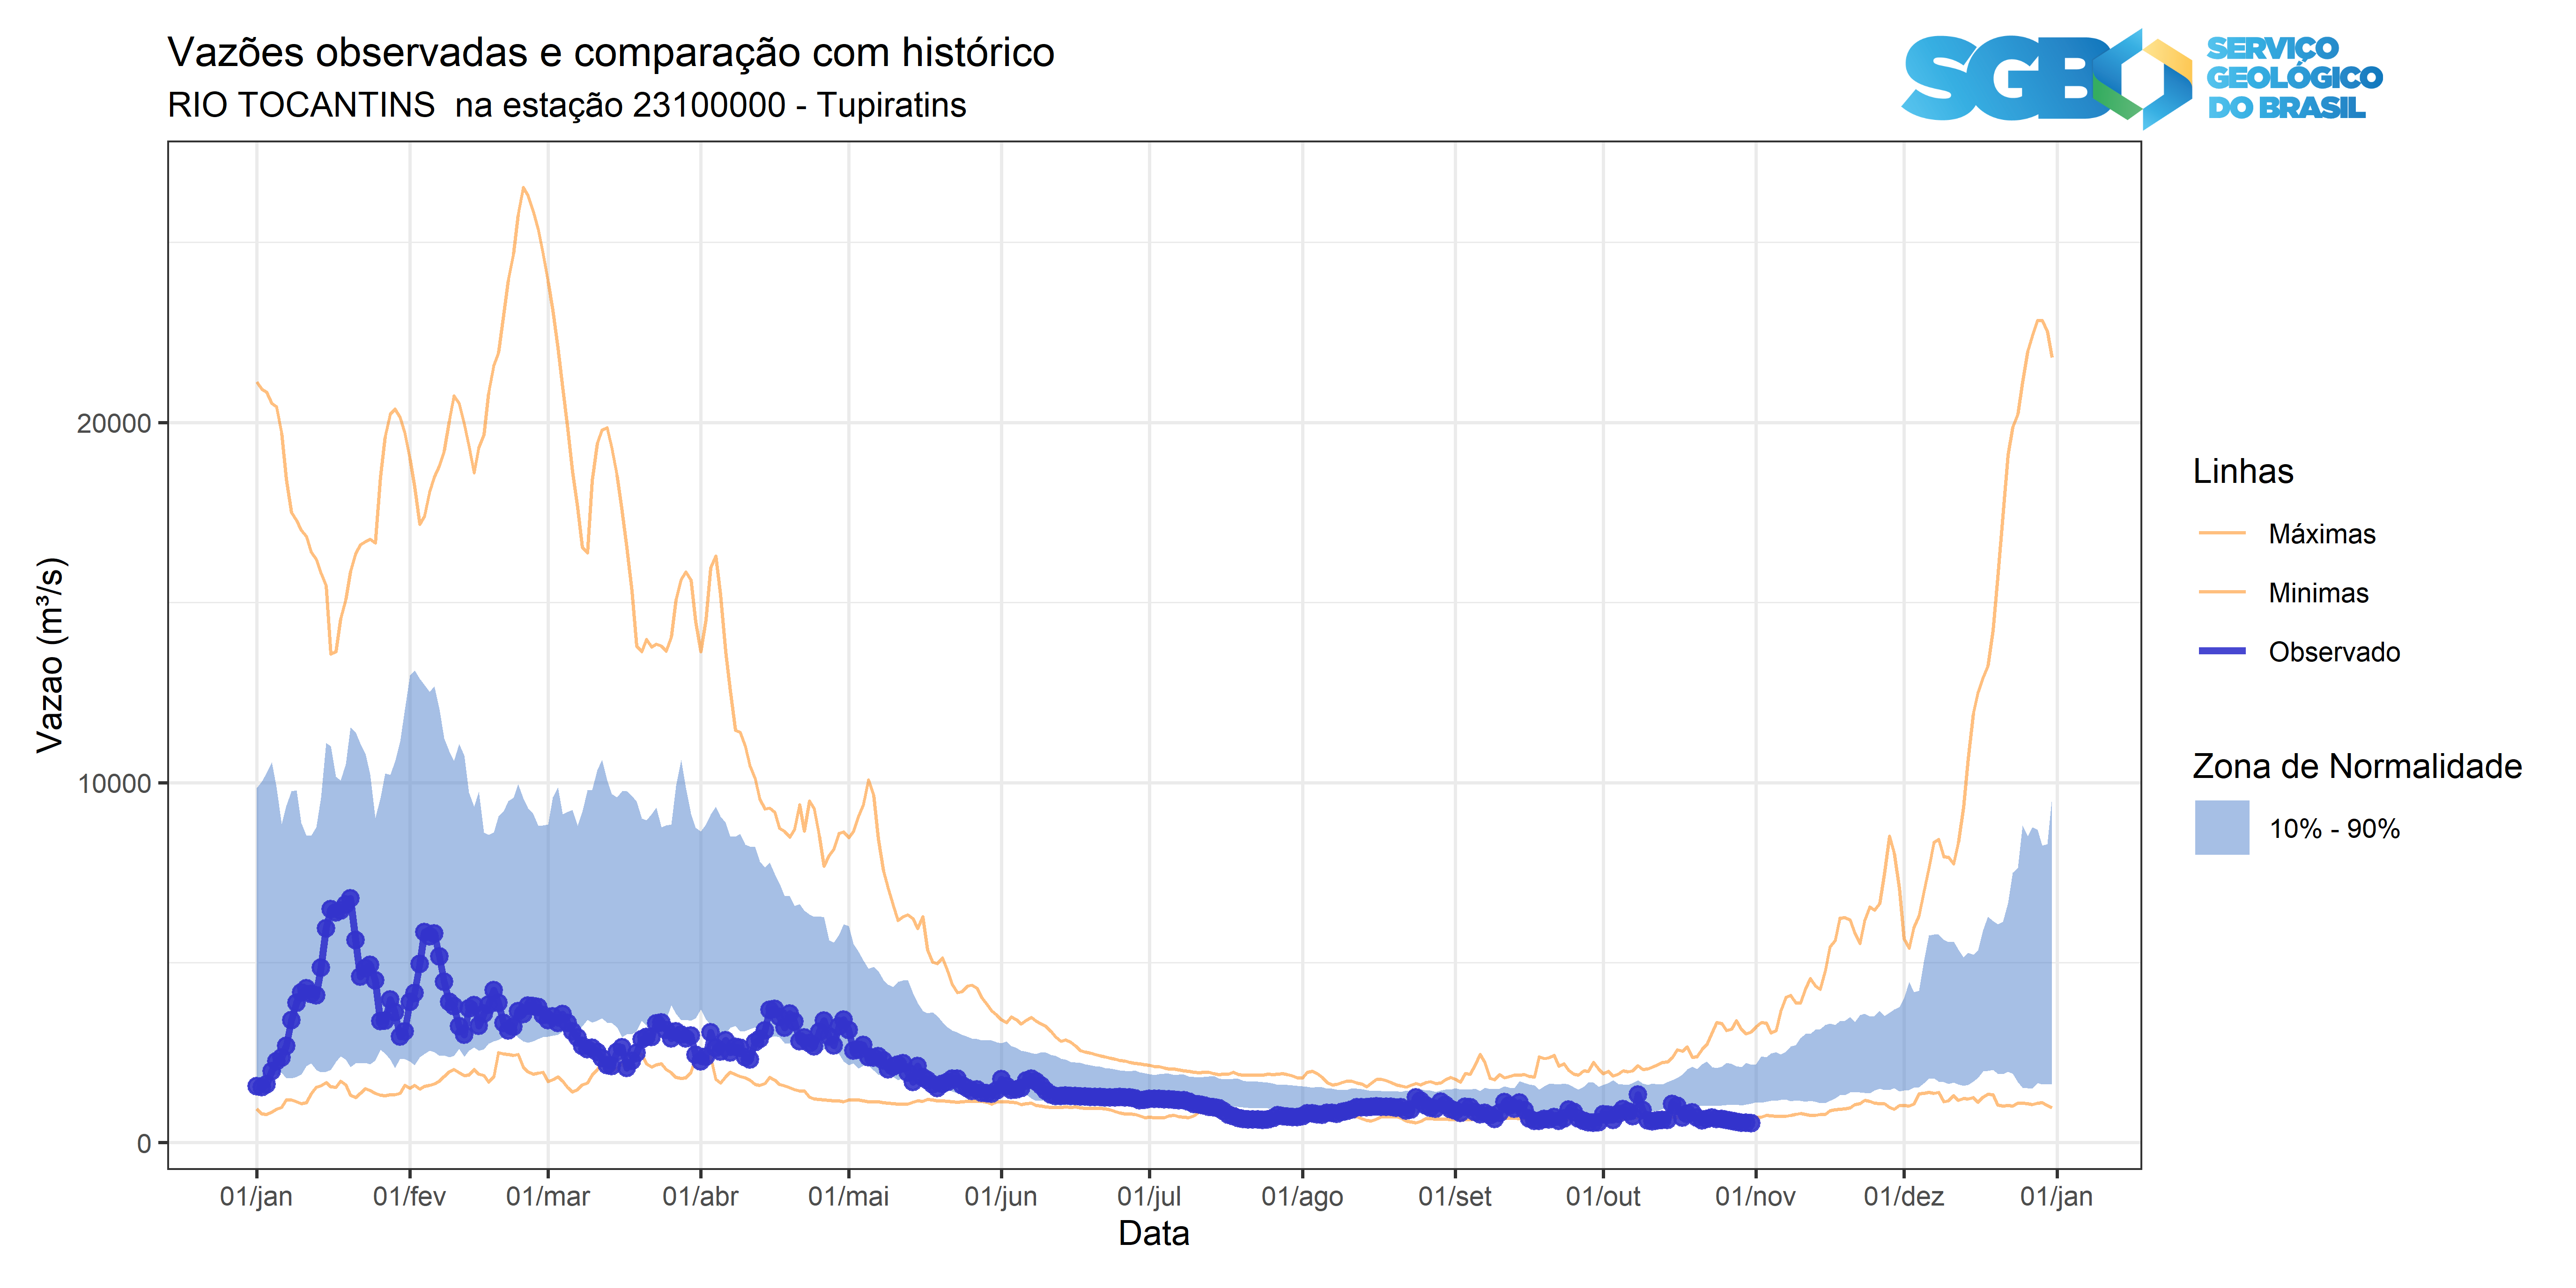 Vazões observadas e comparação com histórico
RIO TOCANTINS  na estação 23100000 - Tupiratins
SGB
SERVIÇO
GEOLÓGICO
DO BRASIL
Vazao (m³/s)
20000
10000
0
01/jan
01/fev
01/mar
01/abr
01/mai
01/jun
01/jul
01/ago
01/set
01/out
01/nov
01/dez
01/jan
Data
Linhas
Máximas
Minimas
Observado
Zona de Normalidade
10% - 90%